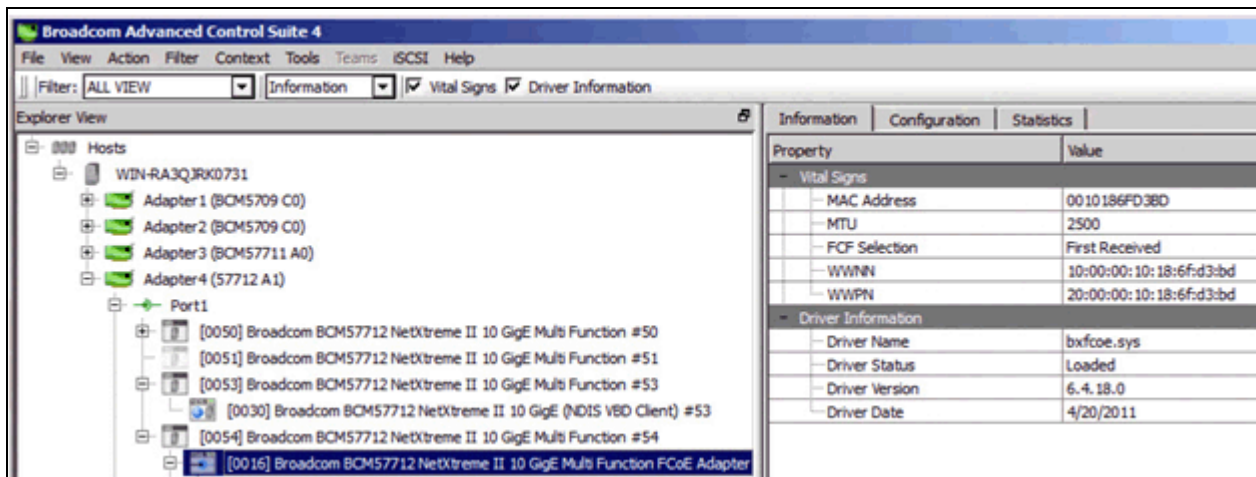 Broadcom Advanced Control Suite 4
File View Action Filter Context Tools Teams iSCSI Help
Filter: ALL VIEW Information Vital Signs Driver Information
Explorer View
Hosts
WIN-RA3QJRK0731
Adapter1 (BCM5709 C0)
Adapter2 (BCM5709 C0)
Adapter3 (BCM57711 A0)
Adapter4 (57712 A1)
Port1
[0050] Broadcom BCM57712 NetXtreme II 10 GigE Multi Function #50
[0051] Broadcom BCM57712 NetXtreme II 10 GigE Multi Function #51
[0053] Broadcom BCM57712 NetXtreme II 10 GigE Multi Function #53
[0030] Broadcom BCM57712 NetXtreme II 10 GigE (NDIS VBD Client) #53
[0054] Broadcom BCM57712 NetXtreme II 10 GigE Multi Function #54
[0016] Broadcom BCM57712 NetXtreme II 10 GigE Multi Function FCoE Adapter
Information Configuration Statistics
Property Value
Vital Signs
MAC Address 0010186FD3BD
MTU 2500
FCF Selection First Received
WWNN 10:00:00:10:18:6f:d3:bd
WWPN 20:00:00:10:18:6f:d3:bd
Driver Information
Driver Name bxfcoe.sys
Driver Status Loaded
Driver Version 6.4.18.0
Driver Date 4/20/2011